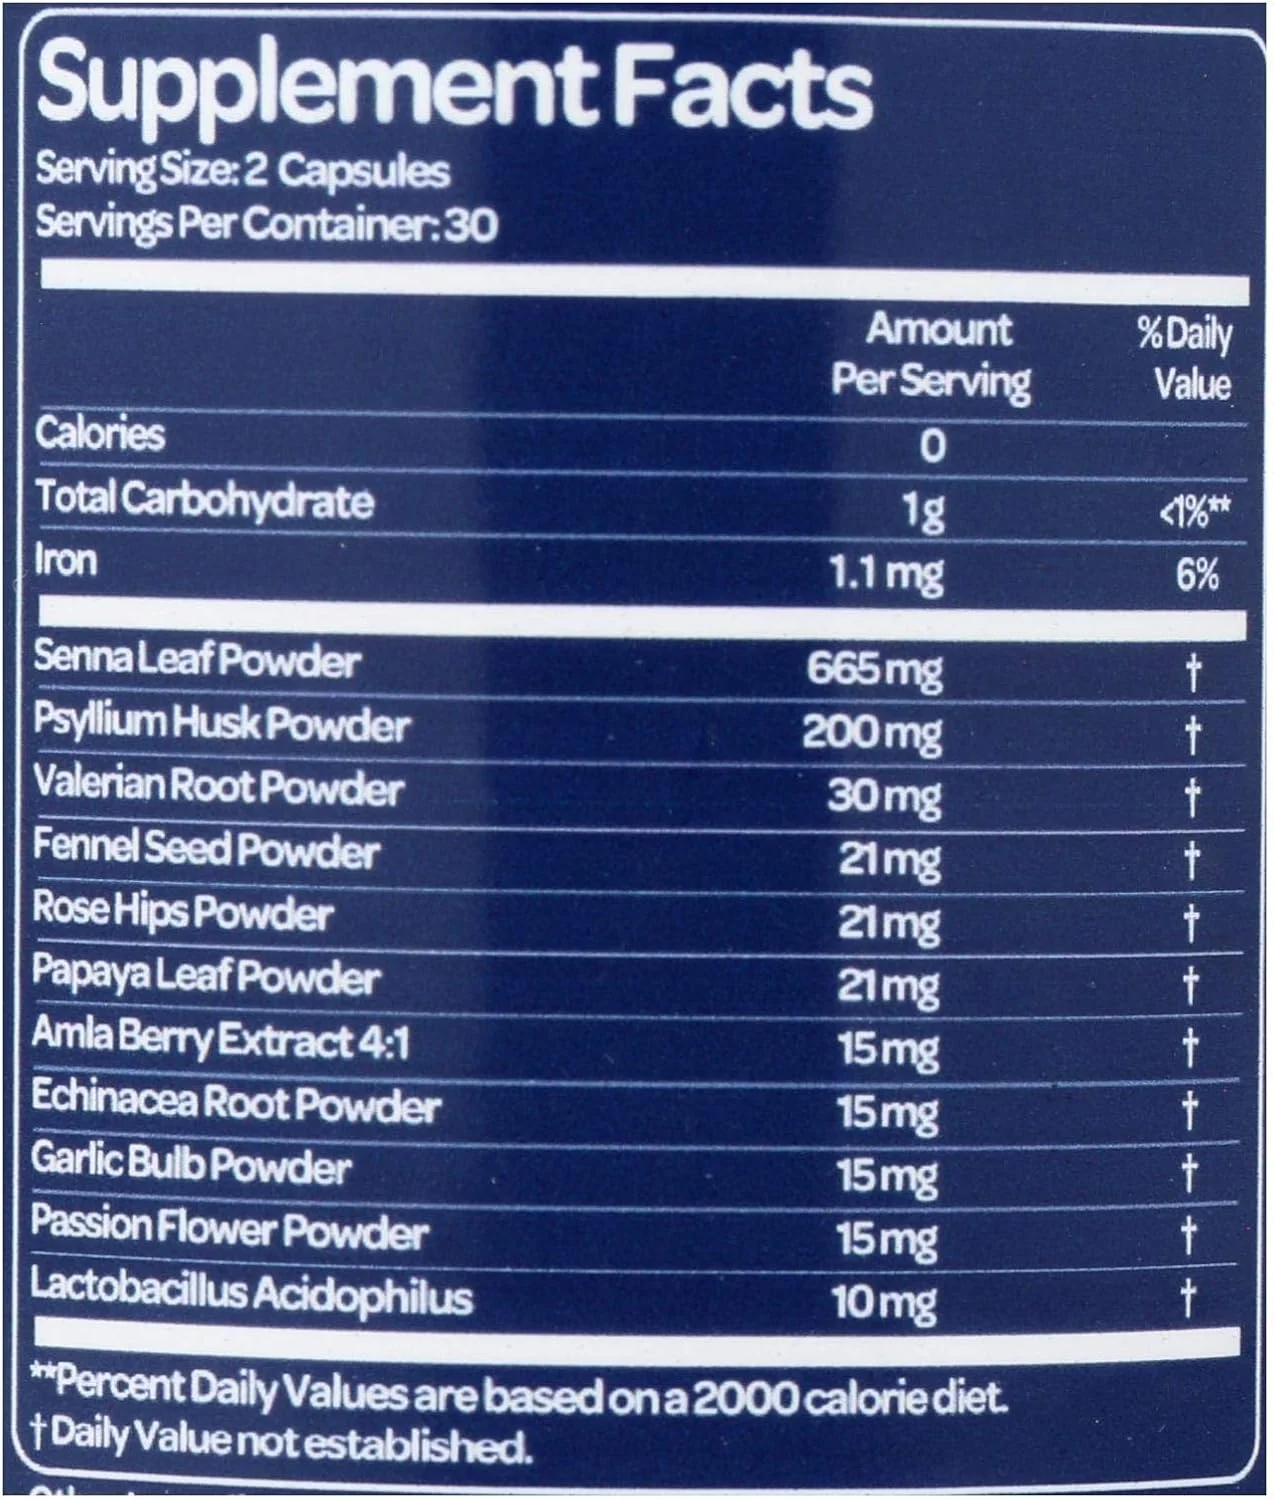 Supplement Facts
Serving Size: 2 Capsules
Servings Per Container: 30
Amount Per Serving % Daily Value
Calories 0
Total Carbohydrate 1g <1%**
Iron 1.1 mg 6%
Senna Leaf Powder 665 mg †
Psyllium Husk Powder 200 mg †
Valerian Root Powder 30 mg †
Fennel Seed Powder 21 mg †
Rose Hips Powder 21 mg †
Papaya Leaf Powder 21 mg †
Amla Berry Extract 4:1 15 mg †
Echinacea Root Powder 15 mg †
Garlic Bulb Powder 15 mg †
Passion Flower Powder 15 mg †
Lactobacillus Acidophilus 10 mg †
**Percent Daily Values are based on a 2000 calorie diet.
† Daily Value not established.